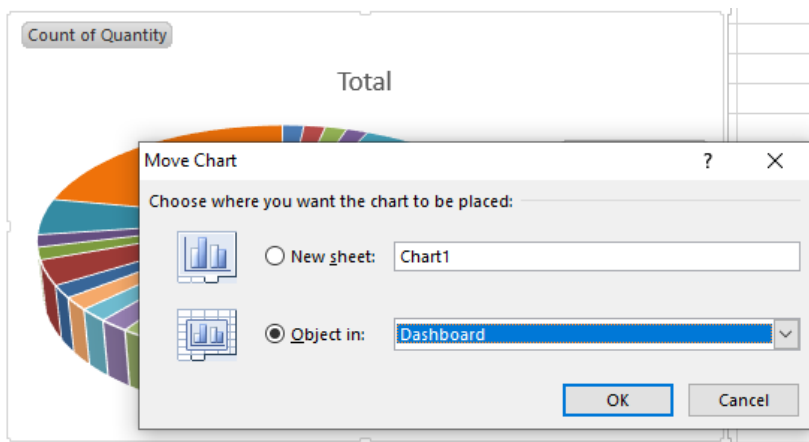 Count of Quantity
Total
Move Chart
?
Choose where you want the chart to be placed:
New sheet: Chart1
Object in: Dashboard
OK Cancel